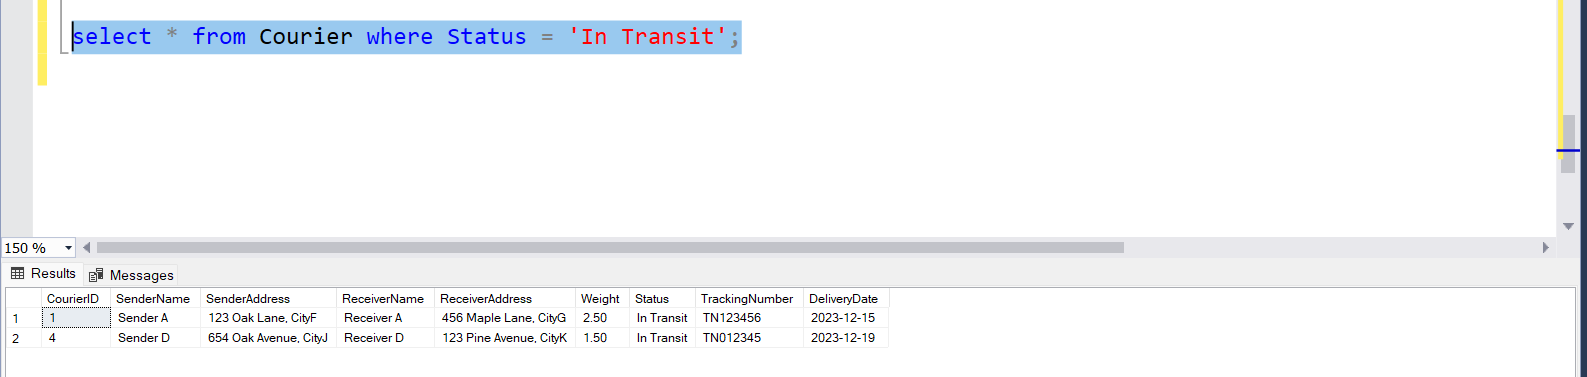 select * from Courier where Status = 'In Transit';
150 %
Results Messages
CourierID SenderName SenderAddress ReceiverName ReceiverAddress Weight Status TrackingNumber DeliveryDate
1 1 Sender A 123 Oak Lane, CityF Receiver A 456 Maple Lane, CityG 2.50 In Transit TN123456 2023-12-15
2 4 Sender D 654 Oak Avenue, CityJ Receiver D 123 Pine Avenue, CityK 1.50 In Transit TN012345 2023-12-19